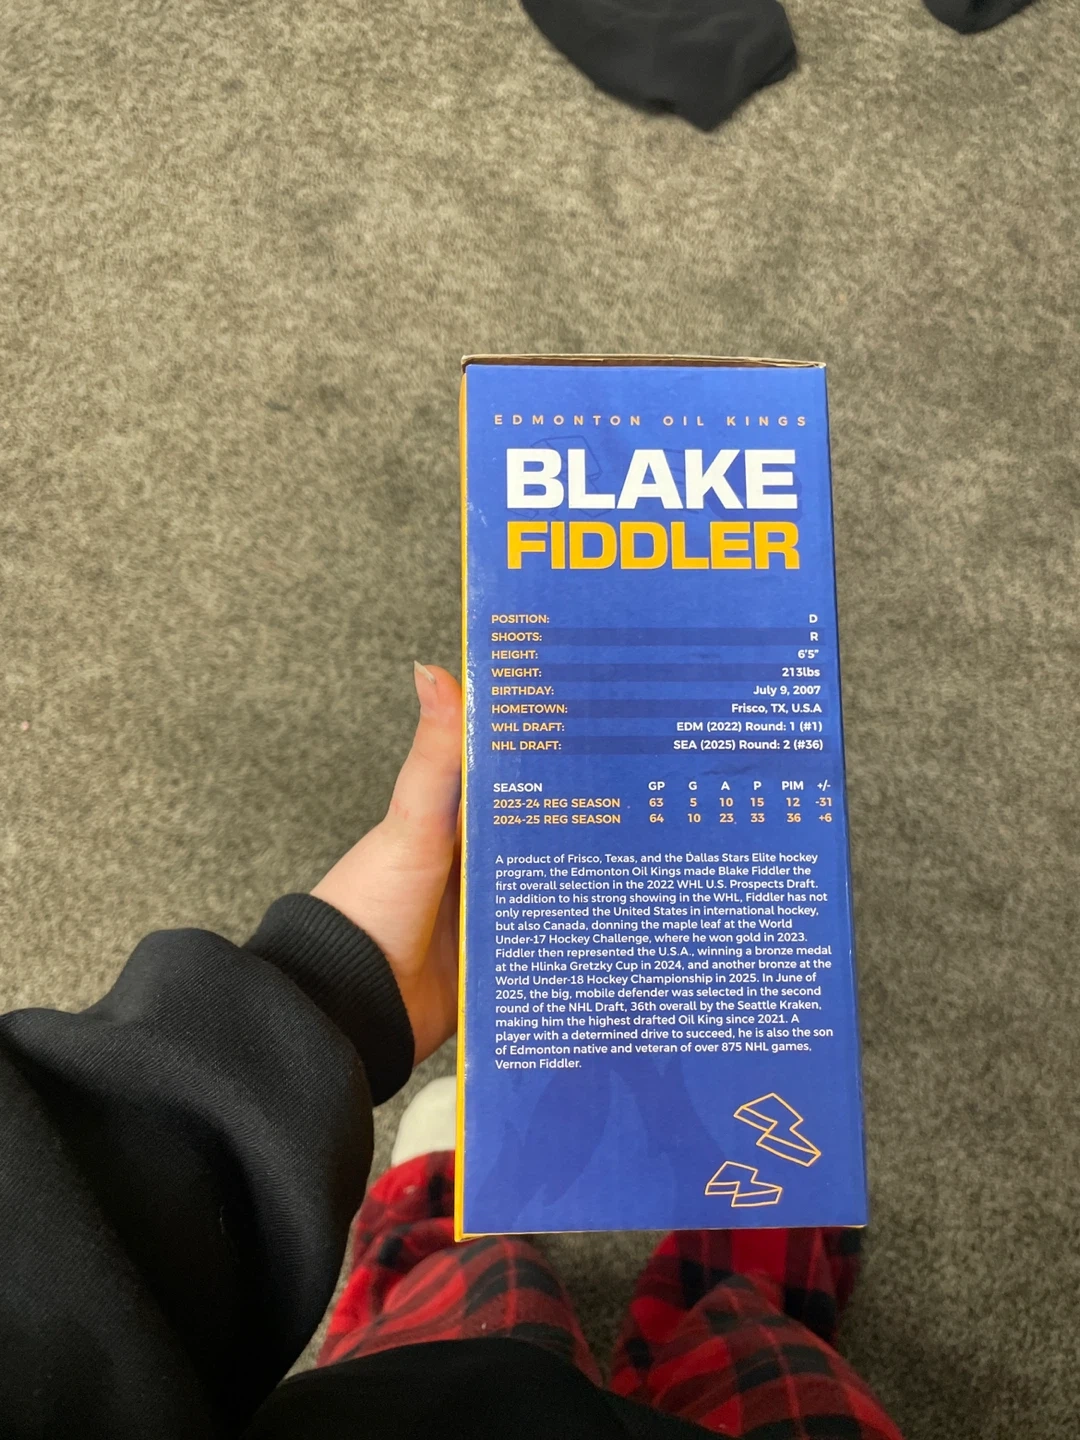 EDMONTON OIL KINGS
BLAKE
FIDDLER
POSITION: D
SHOOTS: R
HEIGHT: 6'5"
WEIGHT: 213lbs
BIRTHDAY: July 9, 2007
HOMETOWN: Frisco, TX, U.S.A
WHL DRAFT: EDM (2022) Round: 1 (#1)
NHL DRAFT: SEA (2025) Round: 2 (#36)
SEASON GP G A P PIM +/-
2023-24 REG SEASON 63 5 10 15 12 -31
2024-25 REG SEASON 64 10 23 33 36 +6
A product of Frisco, Texas, and the Dallas Stars Elite hockey
program, the Edmonton Oil Kings made Blake Fiddler the
first overall selection in the 2022 WHL U.S. Prospects Draft.
In addition to his strong showing in the WHL, Fiddler has not
only represented the United States in international hockey,
but also Canada, donning the maple leaf at the World
Under-17 Hockey Challenge, where he won gold in 2023.
Fiddler then represented the U.S.A., winning a bronze medal
at the Hlinka Gretzky Cup in 2024, and another bronze at the
World Under-18 Hockey Championship in 2025. In June of
2025, the big, mobile defender was selected in the second
round of the NHL Draft, 36th overall by the Seattle Kraken,
making him the highest drafted Oil King since 2021. A
player with a determined drive to succeed, he is also the son
of Edmonton native and veteran of over 875 NHL games,
Vernon Fiddler.